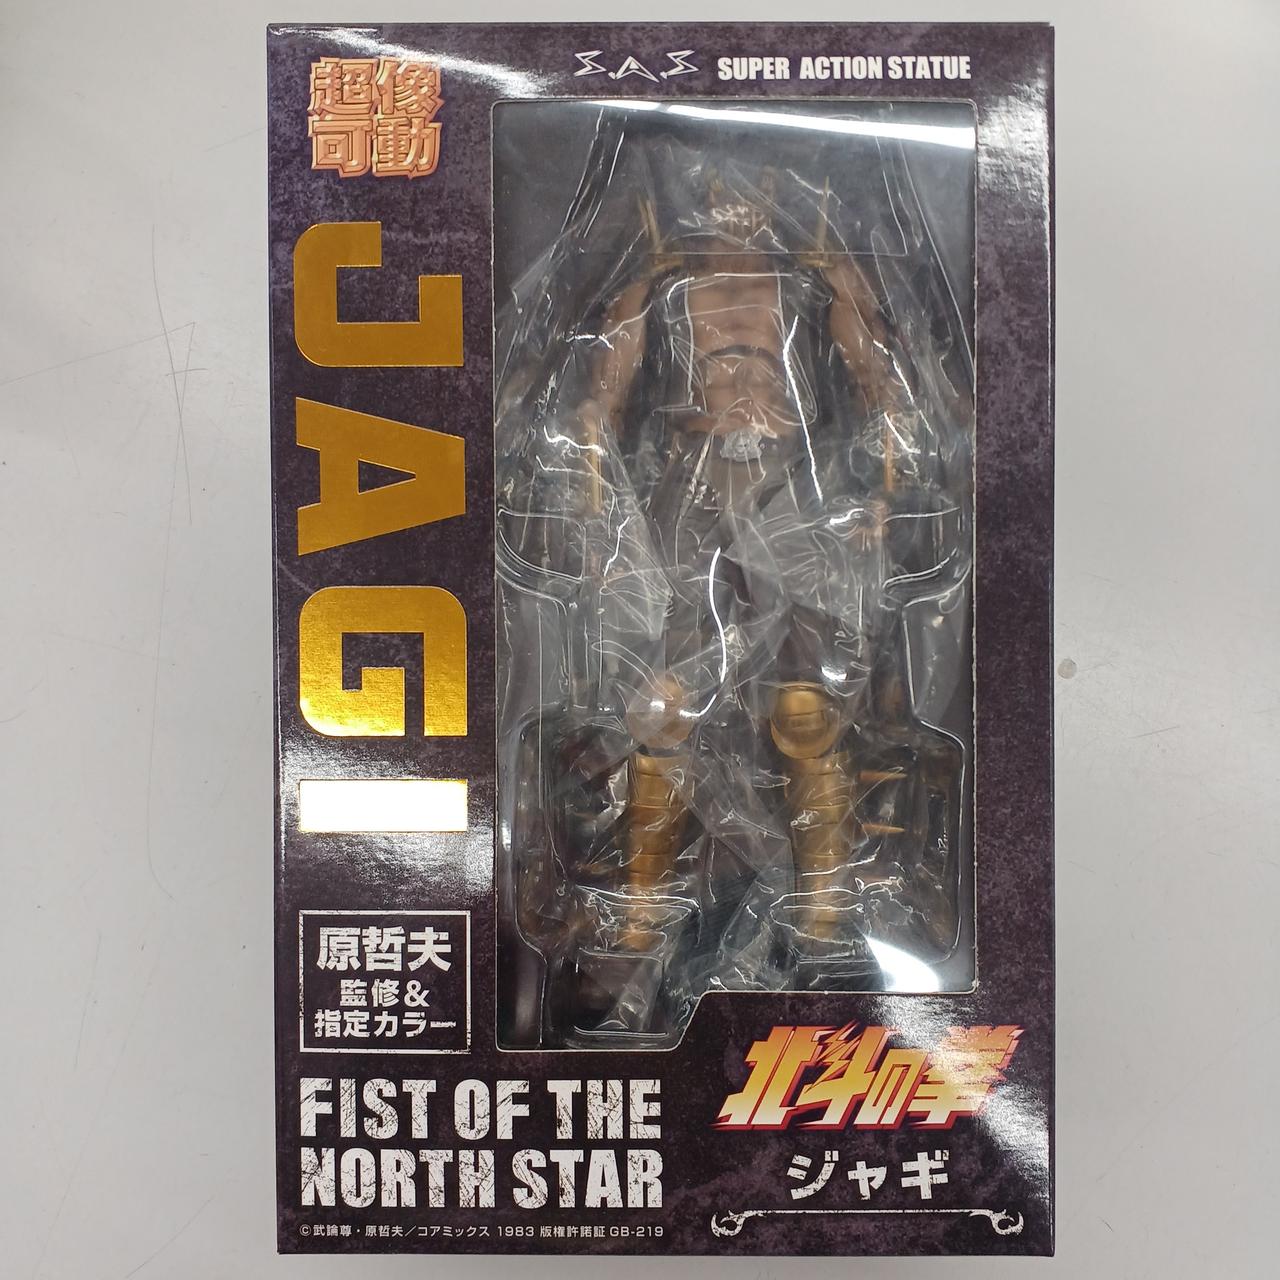 超像
可動
S.A.S SUPER ACTION STATUE
JAGI
原哲夫
監修&
指定カラー
FIST OF THE
NORTH STAR
北斗の拳
ジャギ
©武論尊・原哲夫/コアミックス 1983 版権許諾証 GB-219